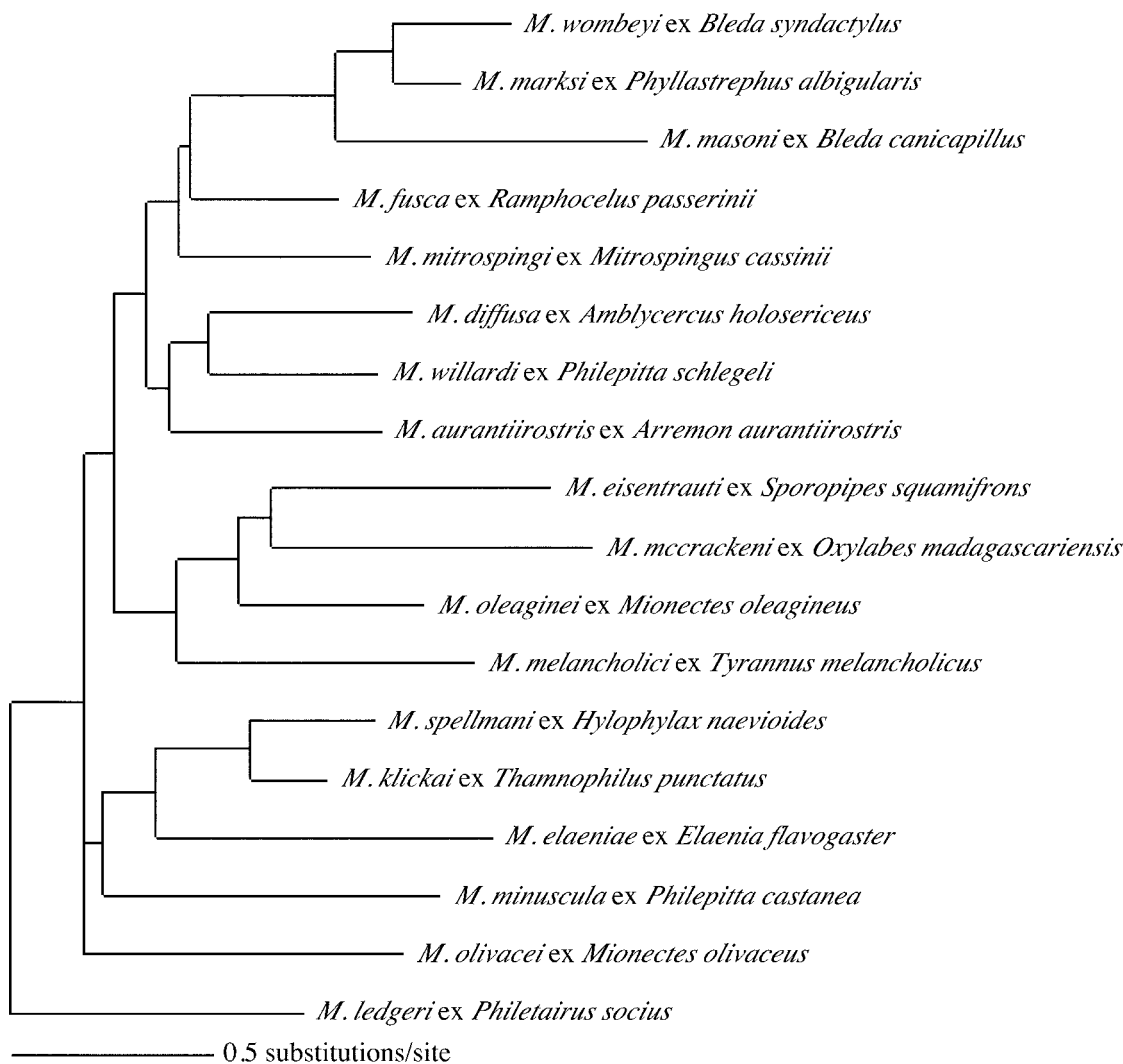 M. wombeyi ex Bleda syndactylus
M. marksi ex Phyllastrephus albigularis
M. masoni ex Bleda canicapillus
M. fusca ex Ramphocelus passerinii
M. mitrospingi ex Mitrospingus cassinii
M. diffusa ex Amblycercus holosericeus
M. willardi ex Philepitta schlegeli
M. aurantiirostris ex Arremon aurantiirostris
M. eisentrauti ex Sporopipes squamifrons
M. mccrackeni ex Oxylabes madagascariensis
M. oleaginei ex Mionectes oleagineus
M. melancholici ex Tyrannus melancholicus
M. spellmani ex Hylophylax naevioides
M. klickai ex Thamnophilus punctatus
M. elaeniae ex Elaenia flavogaster
M. minuscula ex Philepitta castanea
M. olivacei ex Mionectes olivaceus
M. ledgeri ex Philetairus socius
0.5 substitutions/site